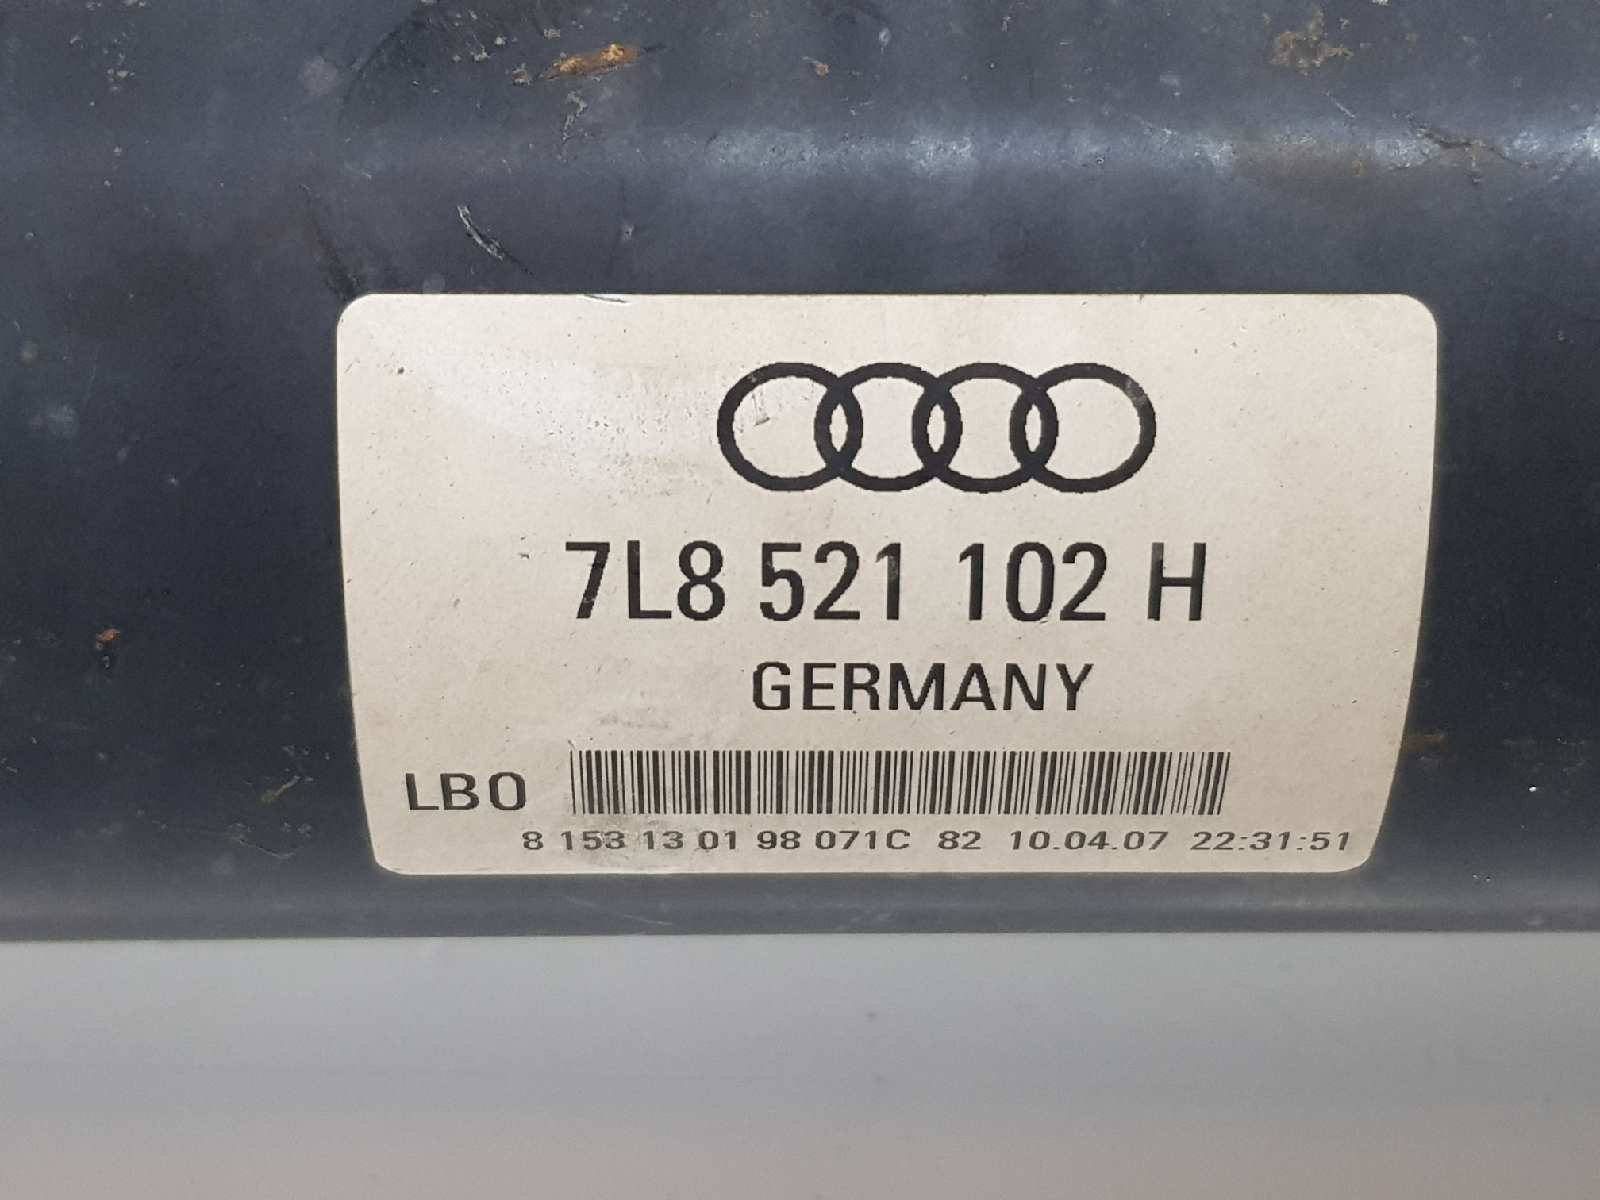 7L8 521 102 H
GERMANY
LBO
8 153 13 01 98 071C 82 10.04.07 22:31:51